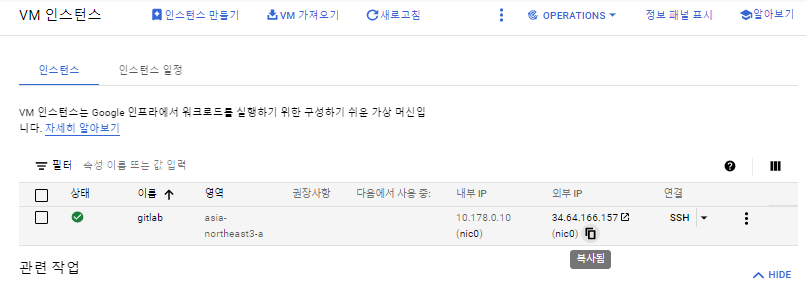 VM 인스턴스 인스턴스 만들기 VM 가져오기 새로고침 OPERATIONS 정보 패널 표시 알아보기
인스턴스 인스턴스 일정
VM 인스턴스는 Google 인프라에서 워크로드를 실행하기 위한 구성하기 쉬운 가상 머신입
니다. 자세히 알아보기
필터 속성 이름 또는 값 입력
상태 이름 영역 권장사항 다음에서 사용 중: 내부 IP 외부 IP 연결
gitlab asia- 10.178.0.10 34.64.166.157 SSH
northeast3-a (nic0) (nic0)
복사됨
관련 작업 HIDE